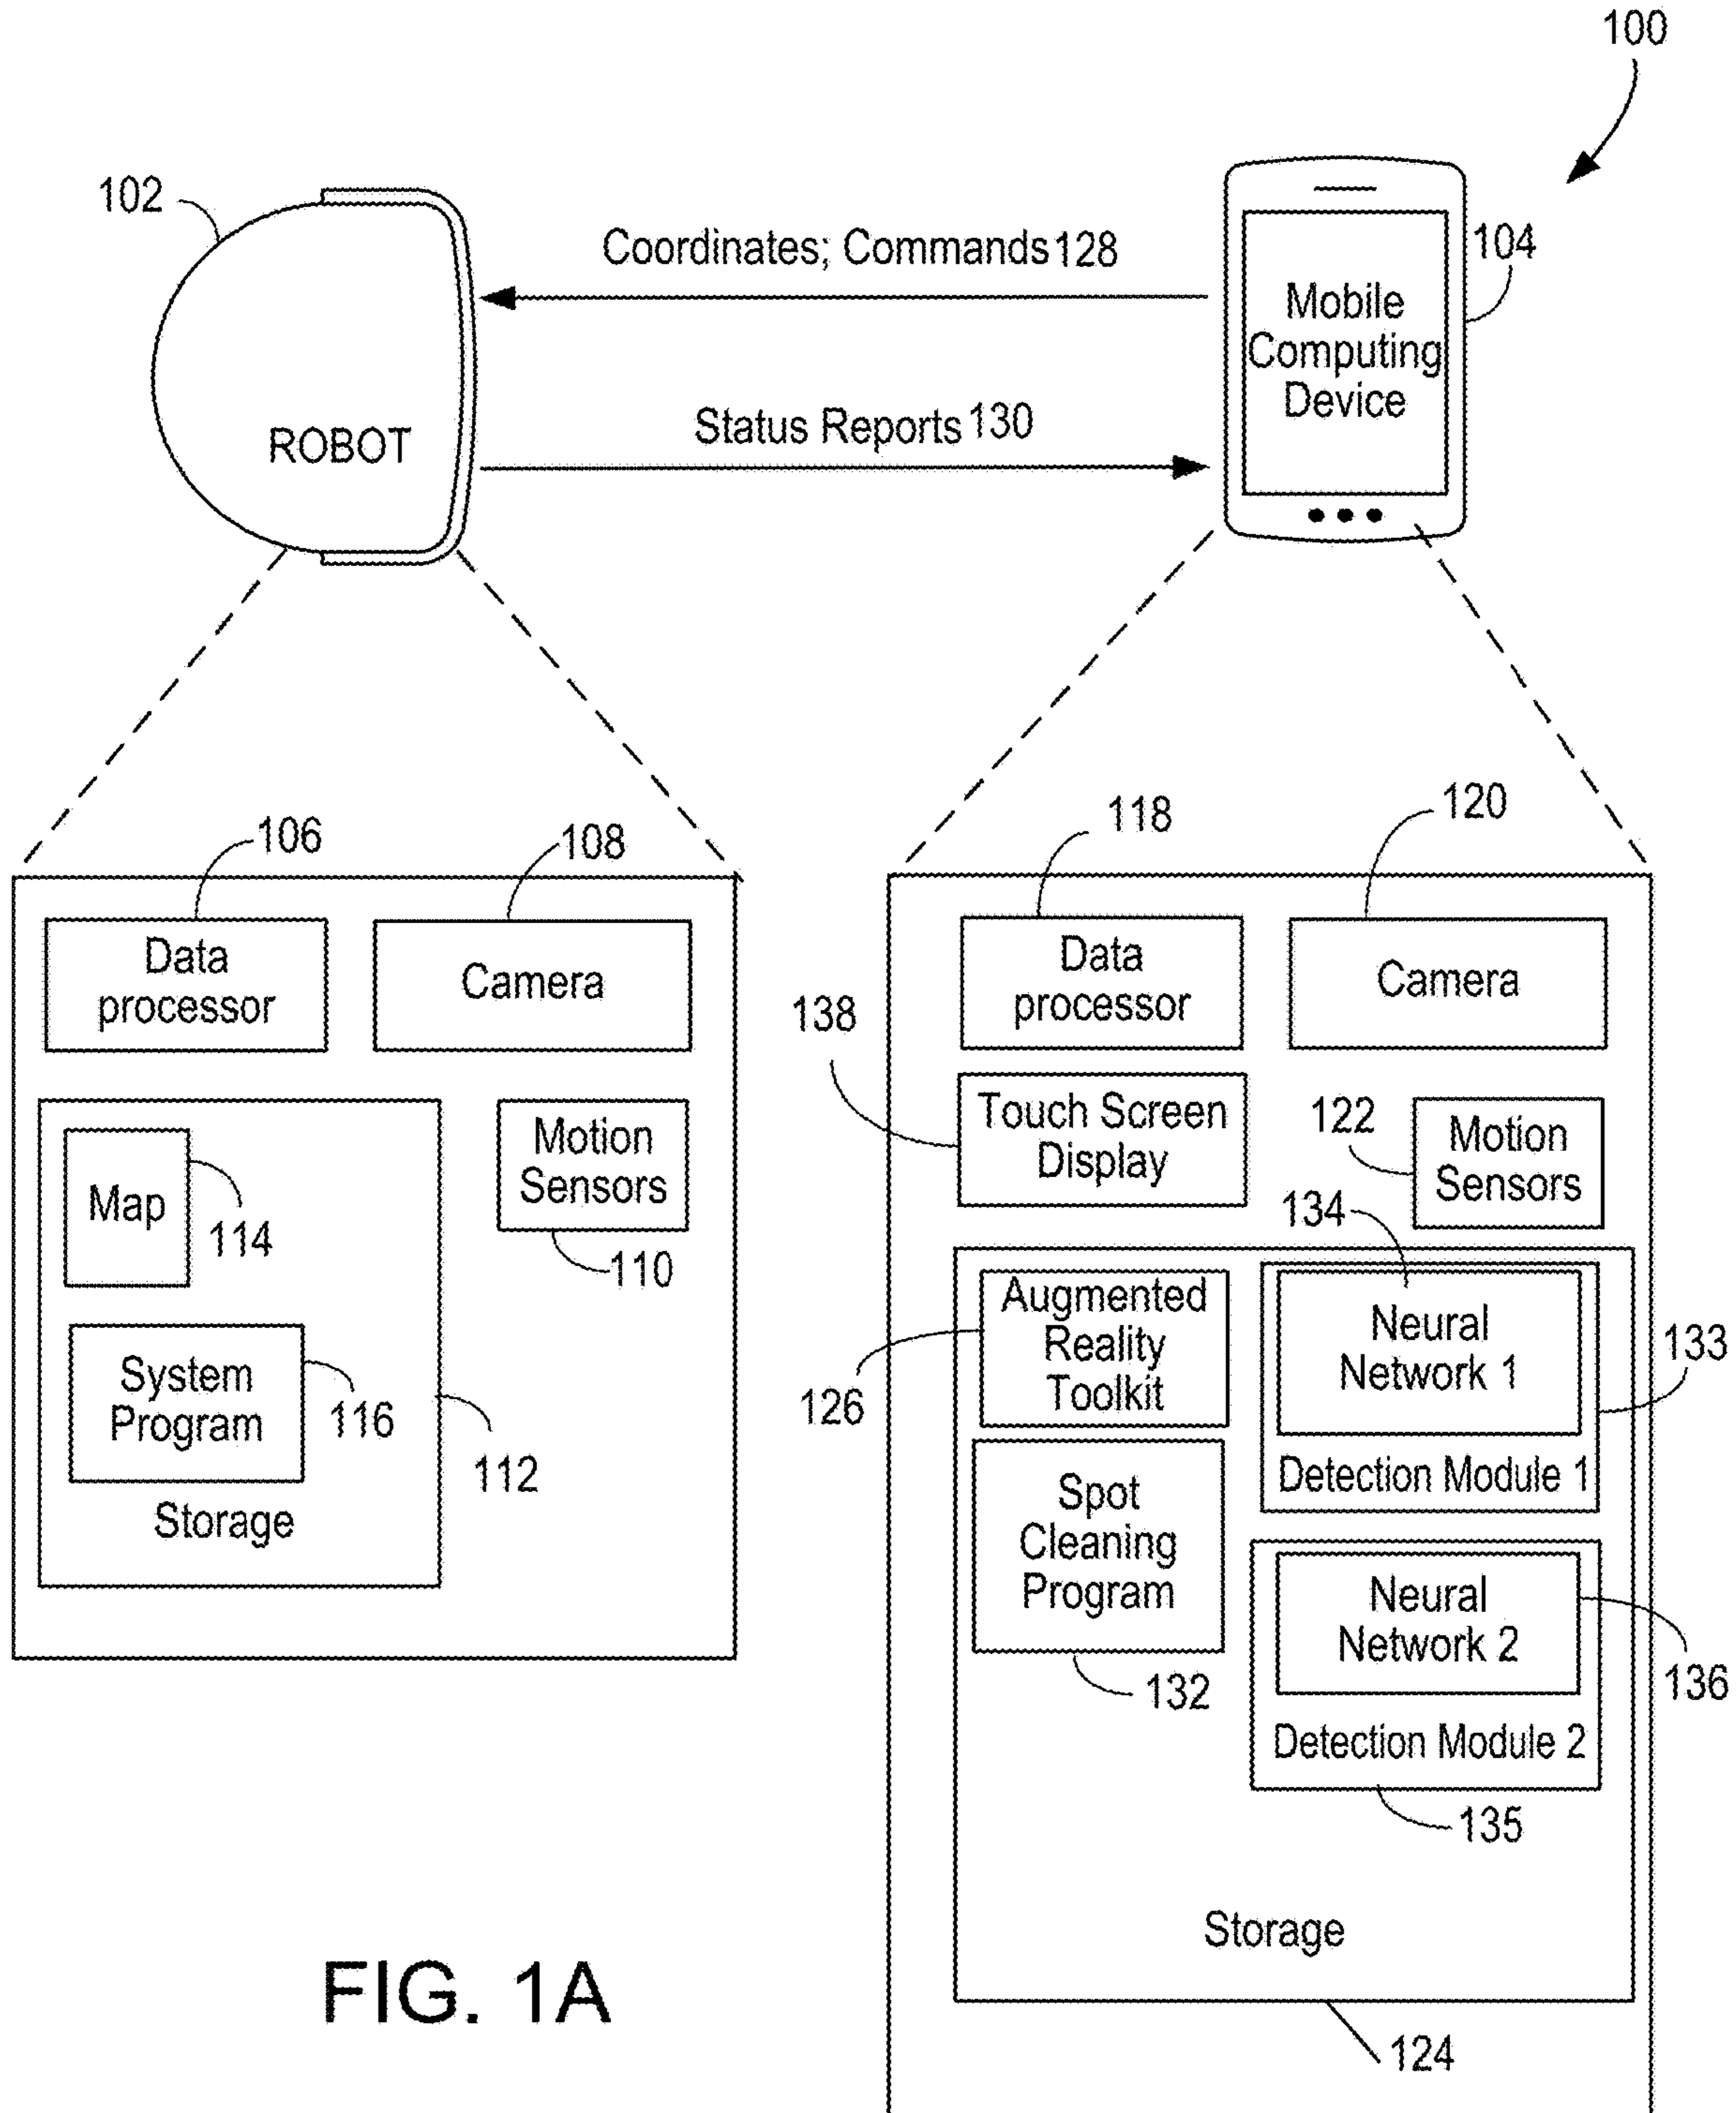 100
102
Coordinates; Commands 128
104
Mobile
Computing
Device
Status Reports 130
ROBOT
106
108
118
120
Data
processor
Camera
Data
processor
Camera
138
Touch Screen
Display
122
Motion
Sensors
Map
114
Motion
Sensors
110
134
Augmented
Reality
Toolkit
126
Neural
Network 1
133
Detection Module 1
System
Program
116
112
Storage
Spot
Cleaning
Program
132
Neural
Network 2
136
Detection Module 2
135
Storage
124
FIG. 1A